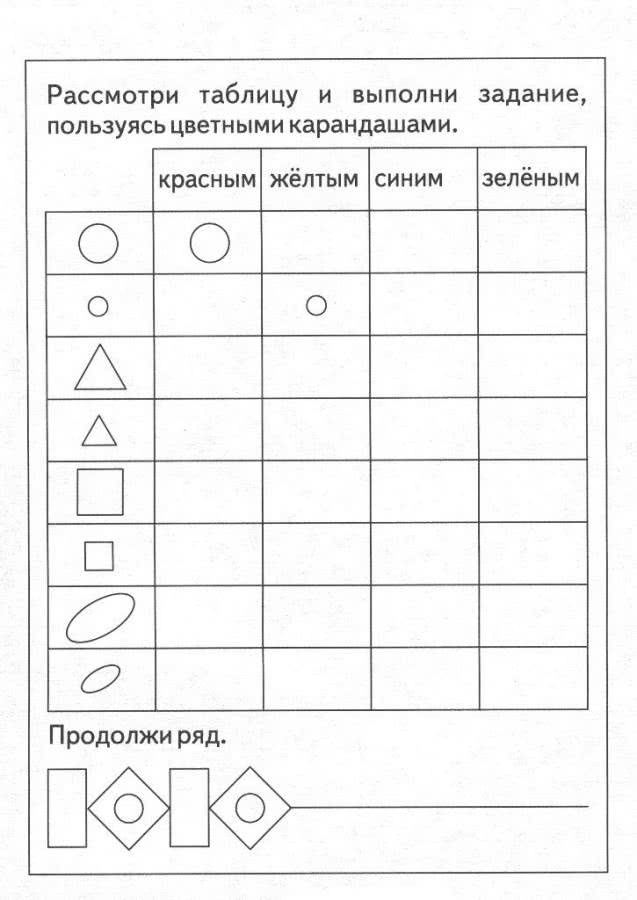 Рассмотри таблицу и выполни задание,
пользуясь цветными карандашами.
красным жёлтым синим зелёным
Продолжи ряд.